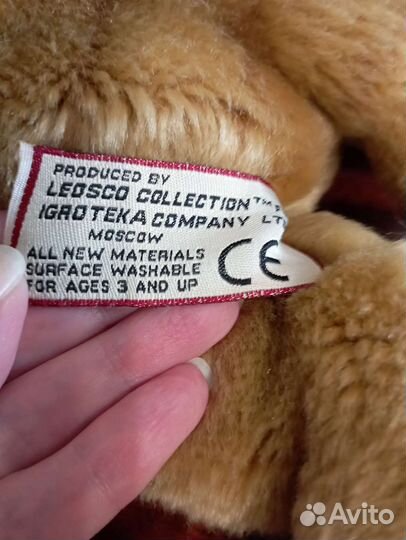 PRODUCED BY
LEOSCO COLLECTION™
IGROTEKA COMPANY LT
MOSCOW
ALL NEW MATERIALS
SURFACE WASHABLE
FOR AGES 3 AND UP
CE
Avito